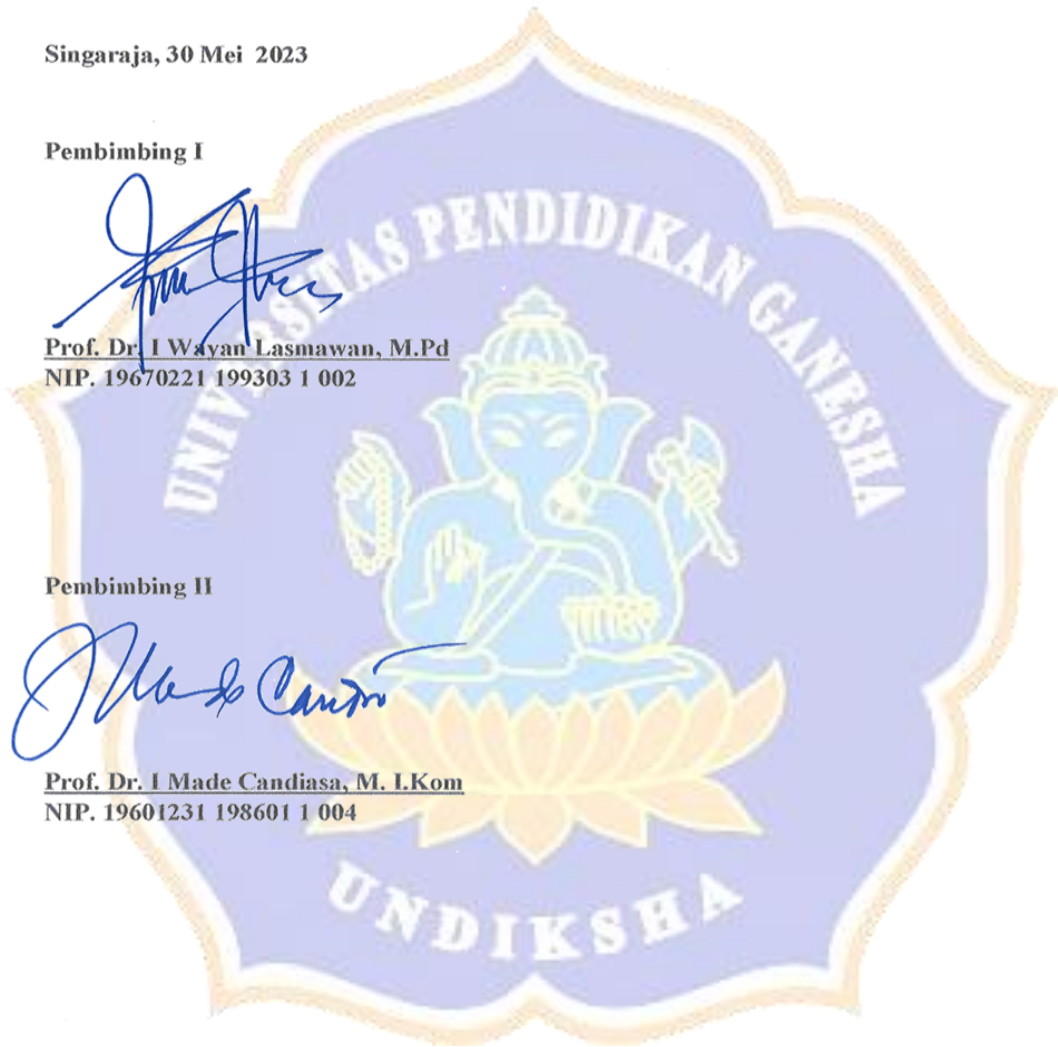 Singaraja, 30 Mei 2023
Pembimbing I
Prof. Dr. I Wayan Lasmawan, M.Pd
NIP. 19670221 199303 1 002
UNIVERSITAS PENDIDIKAN GANESHA
Pembimbing II
Prof. Dr. I Made Candiasa, M. I.Kom
NIP. 19601231 198601 1 004
UNDIKSHA